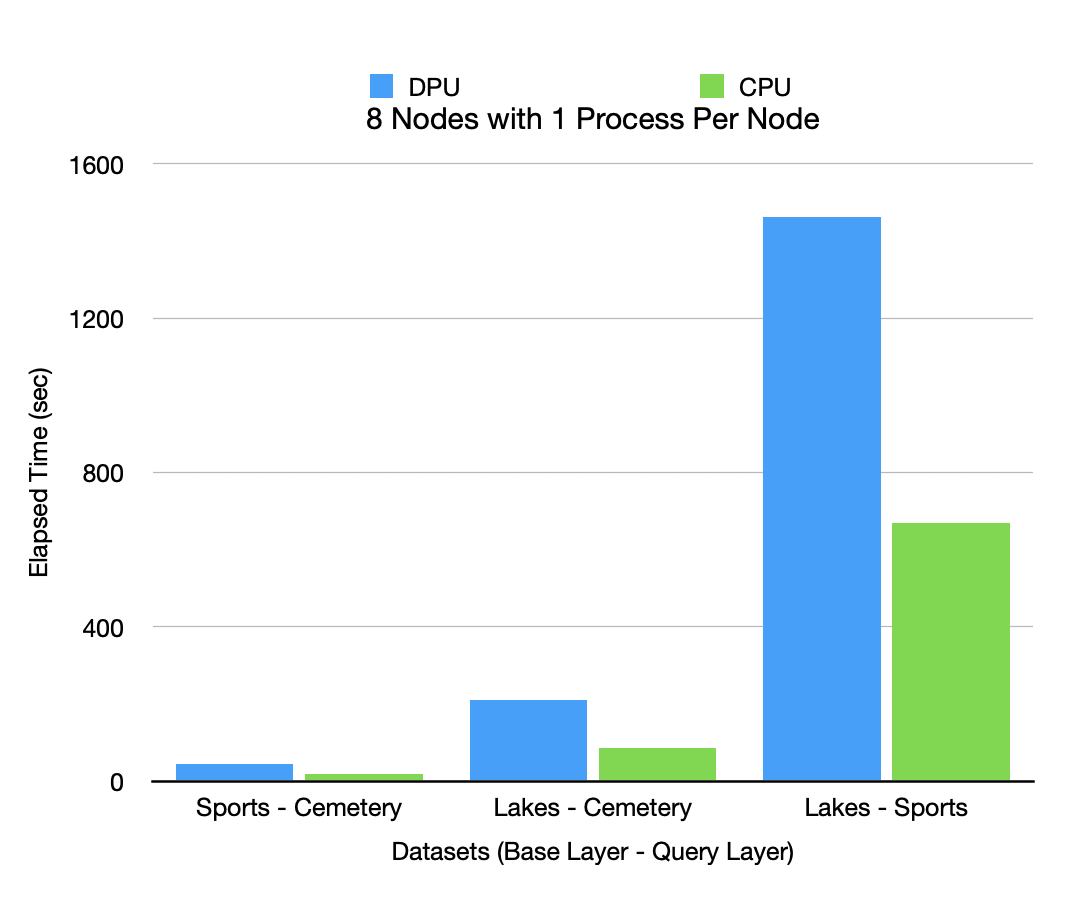 DPU CPU
8 Nodes with 1 Process Per Node
1600
1200
800
400
0
Elapsed Time (sec)
Sports - Cemetery Lakes - Cemetery Lakes - Sports
Datasets (Base Layer - Query Layer)